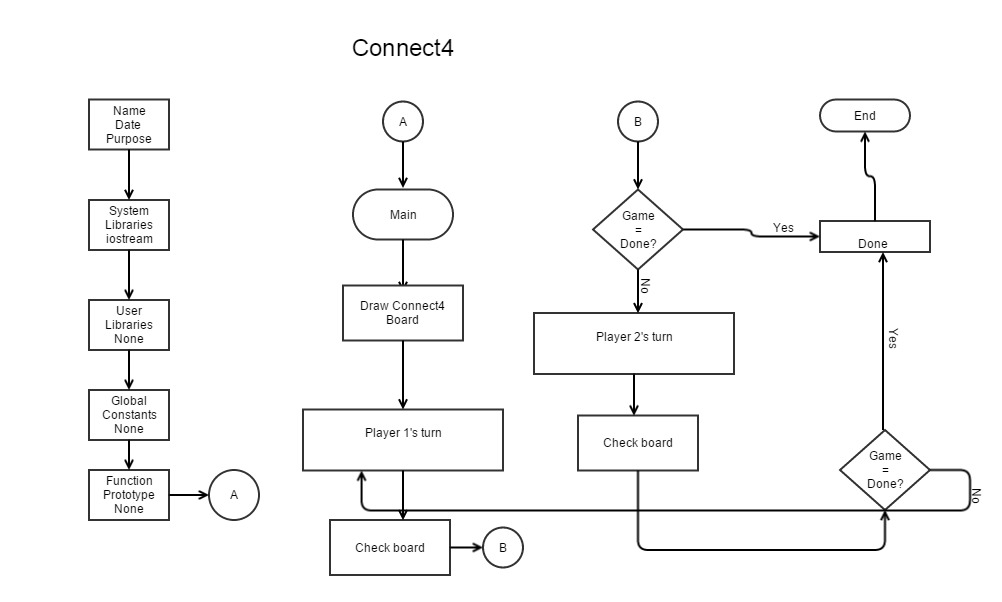 Connect4
Name
Date
Purpose
System
Libraries
iostream
User
Libraries
None
Global
Constants
None
Function
Prototype
None
A
A
Main
Draw Connect4
Board
Player 1's turn
Check board
B
B
Game
=
Done?
Yes
No
Player 2's turn
Check board
End
Done
Yes
Game
=
Done?
No